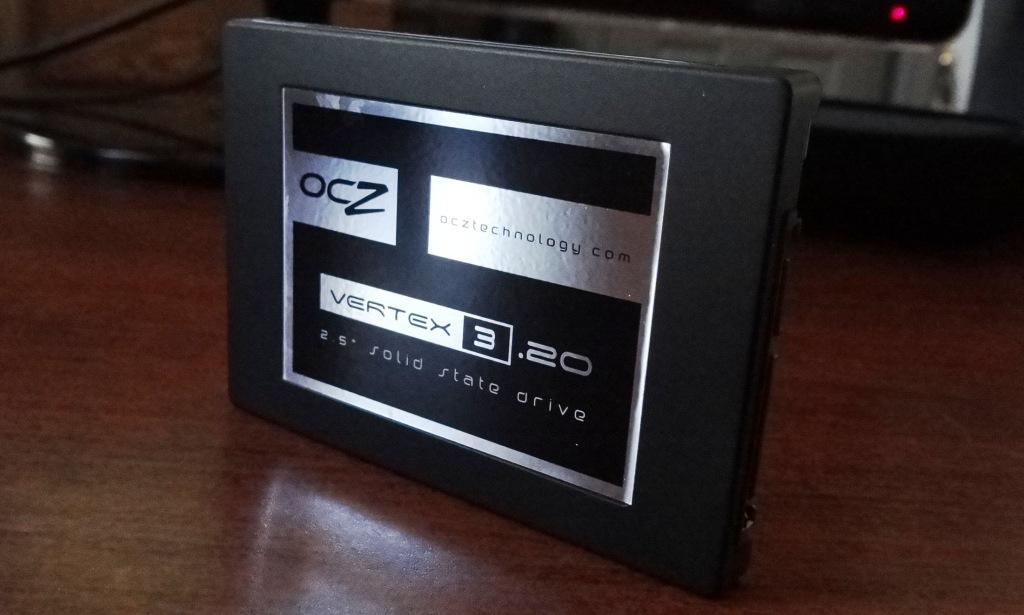 OCZ
ocztechnology.com
VERTEX 3.20
2.5" solid state drive